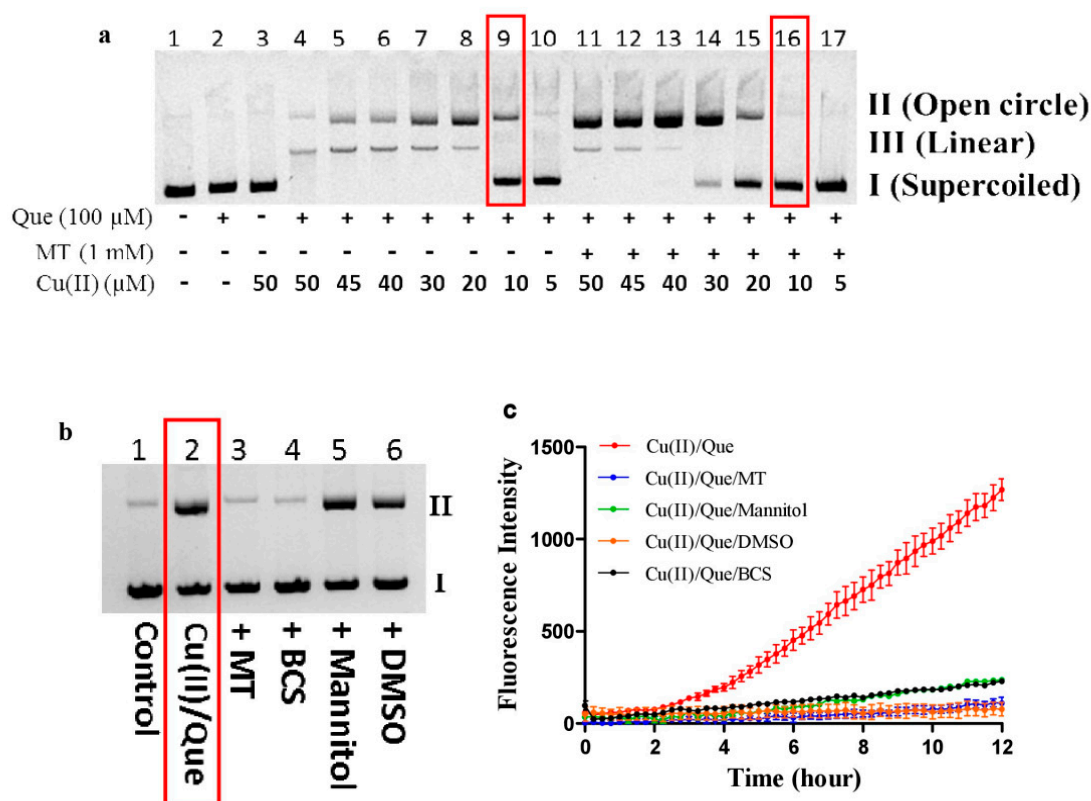 a
1 2 3 4 5 6 7 8 9 10 11 12 13 14 15 16 17
II (Open circle)
III (Linear)
I (Supercoiled)
Que (100 μM) - + - + + + + + + + + + + + + + +
MT (1 mM) - - - - - - - - - - + + + + + + +
Cu(II) (μM) - - 50 50 45 40 30 20 10 5 50 45 40 30 20 10 5
b
1 2 3 4 5 6
II
I
Control
Cu(II)/Que
+ MT
+ BCS
+ Mannitol
+ DMSO
c
Fluorescence Intensity
1500
1000
500
0
Cu(II)/Que
Cu(II)/Que/MT
Cu(II)/Que/Mannitol
Cu(II)/Que/DMSO
Cu(II)/Que/BCS
0 2 4 6 8 10 12
Time (hour)